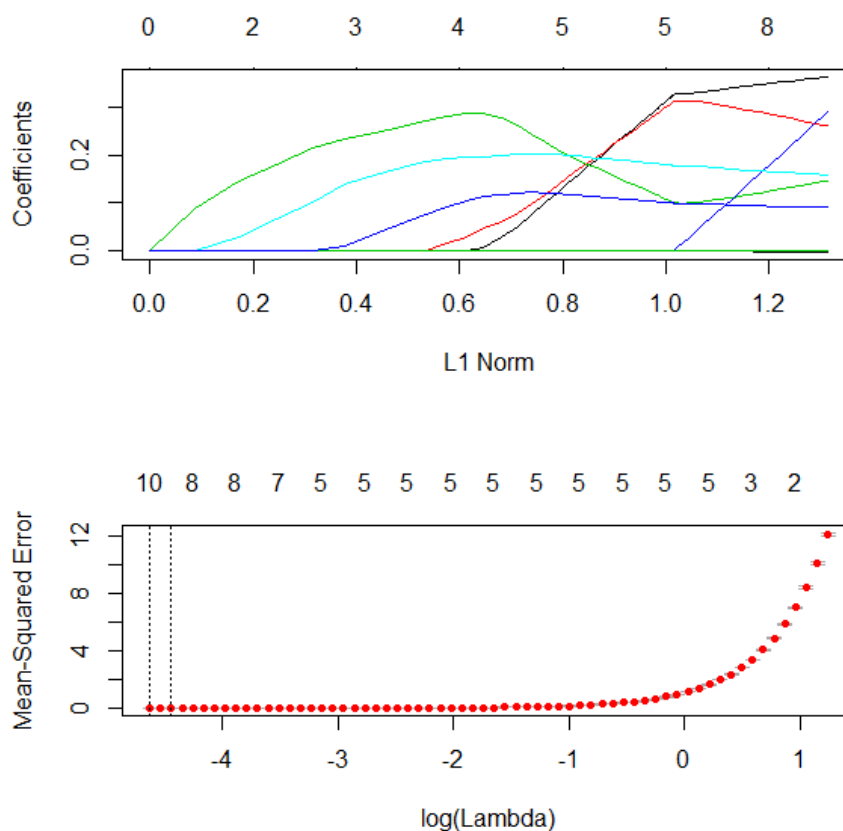 0 2 3 4 5 5 8
Coefficients
0.0 0.2
0.0 0.2 0.4 0.6 0.8 1.0 1.2
L1 Norm
10 8 8 7 5 5 5 5 5 5 5 5 5 5 3 2
Mean-Squared Error
0 4 8 12
-4 -3 -2 -1 0 1
log(Lambda)